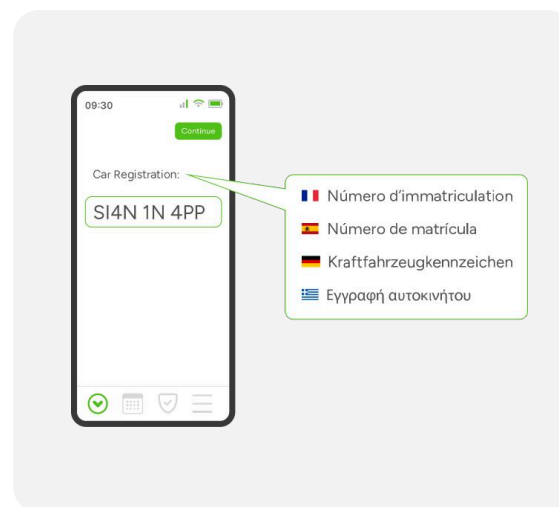 09:30
Continue
Car Registration:
SI4N 1N 4PP
Número d'immatriculation
Número de matrícula
Kraftfahrzeugkennzeichen
Εγγραφή αυτοκινήτου